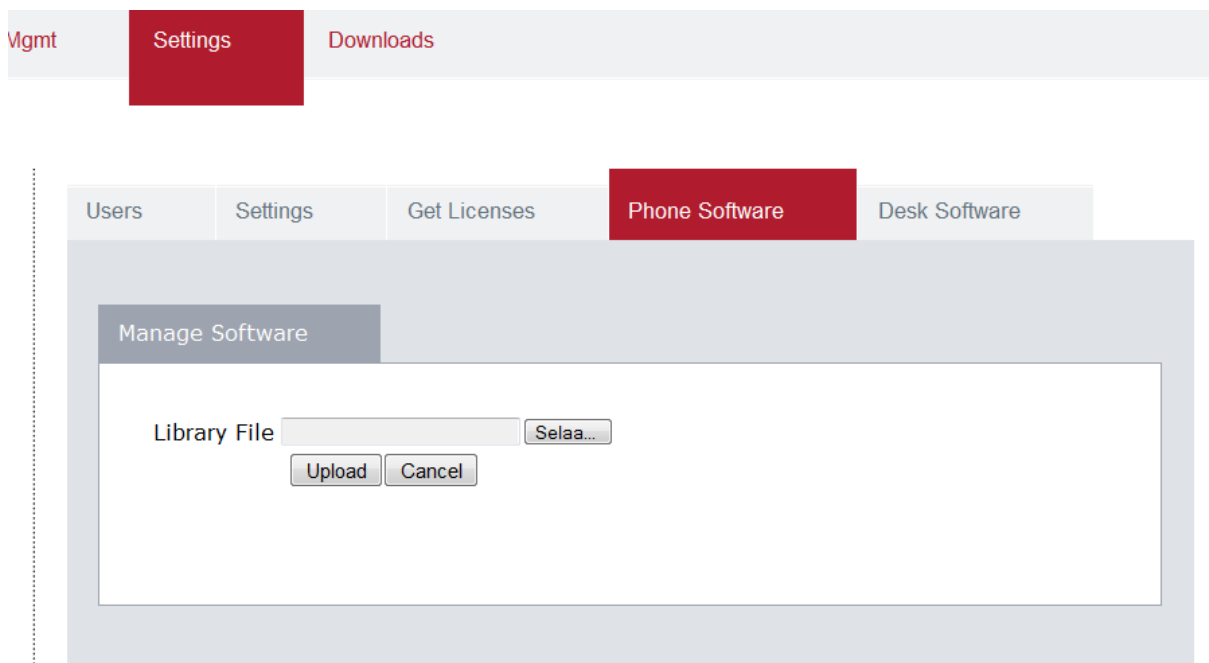 Mgmt Settings Downloads
Users Settings Get Licenses Phone Software Desk Software
Manage Software
Library File Selaa...
Upload Cancel